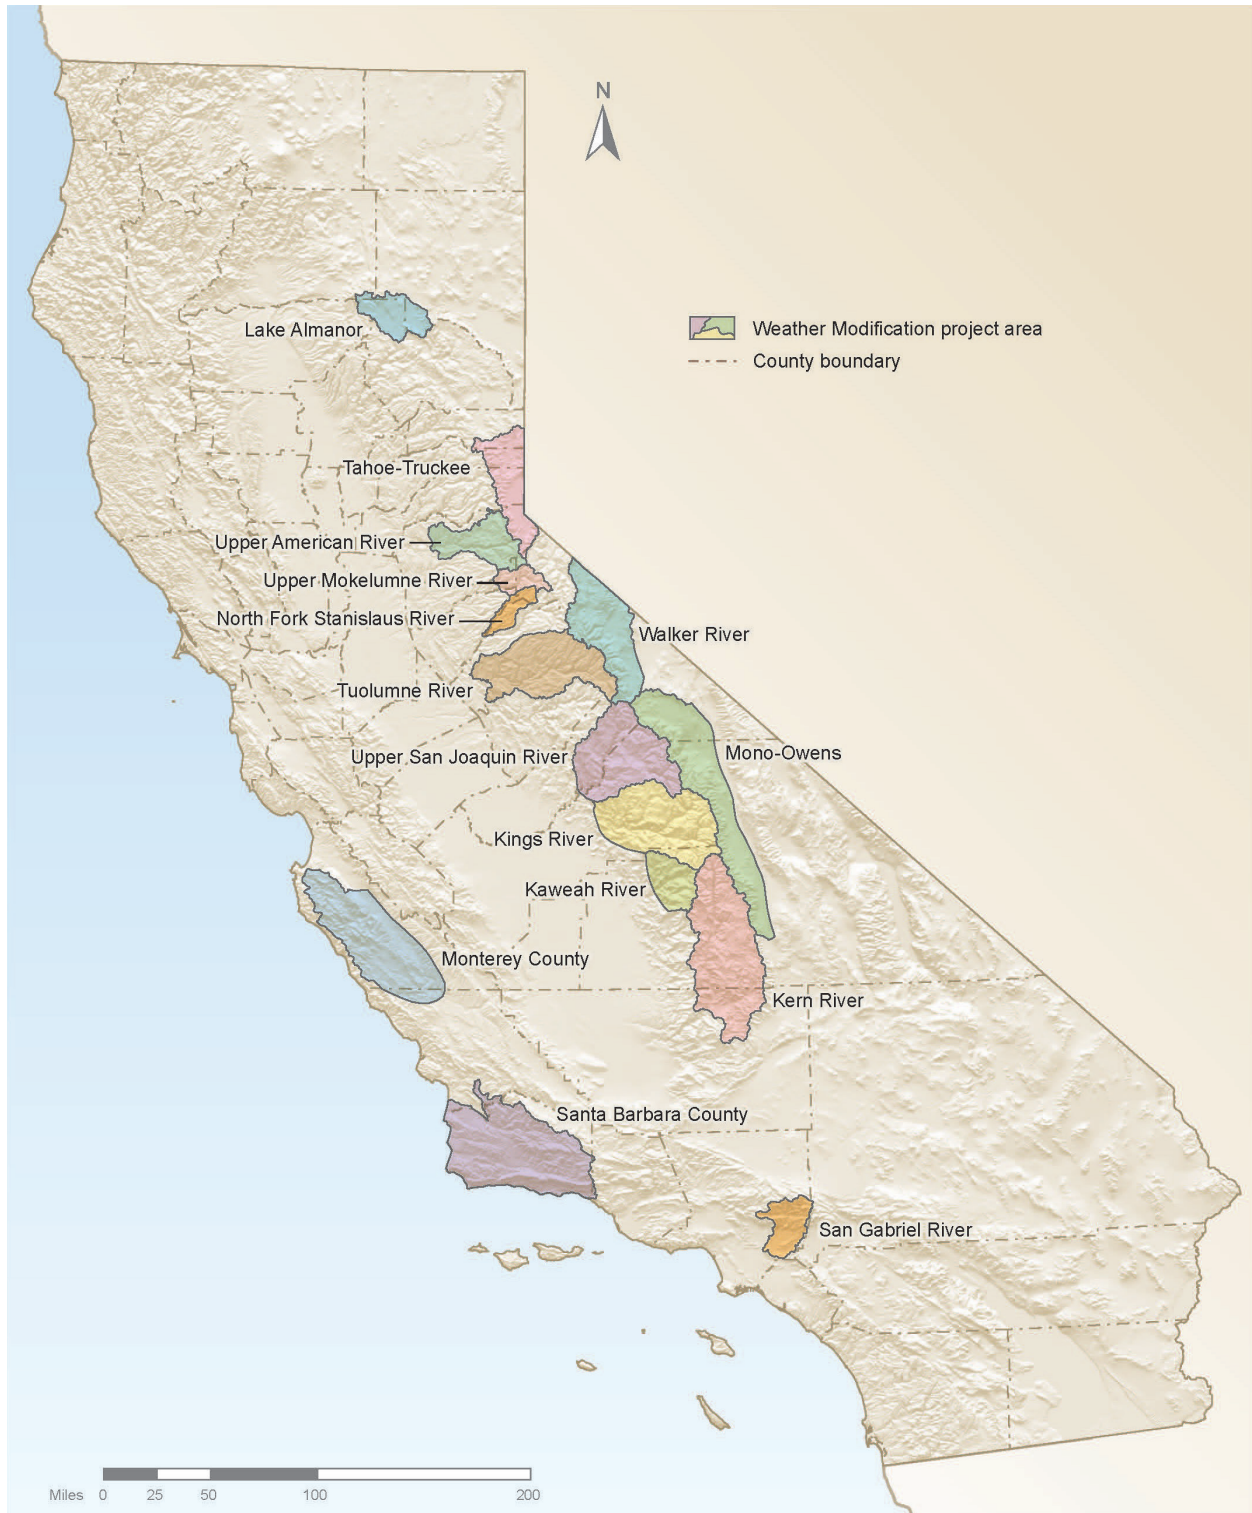 N
Weather Modification project area
County boundary
Lake Almanor
Tahoe-Truckee
Upper American River
Upper Mokelumne River
North Fork Stanislaus River
Walker River
Tuolumne River
Mono-Owens
Upper San Joaquin River
Kings River
Kaweah River
Monterey County
Kern River
Santa Barbara County
San Gabriel River
Miles 0 25 50 100 200